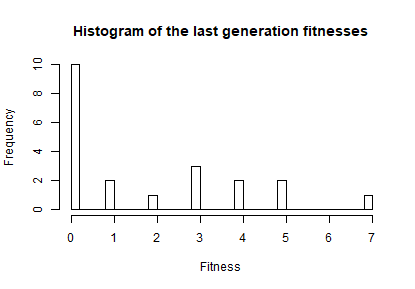 Histogram of the last generation fitnesses
Frequency
10
8
6
4
2
0
0 1 2 3 4 5 6 7
Fitness